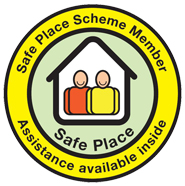 Safe Place Scheme Member
Safe Place
Assistance available inside